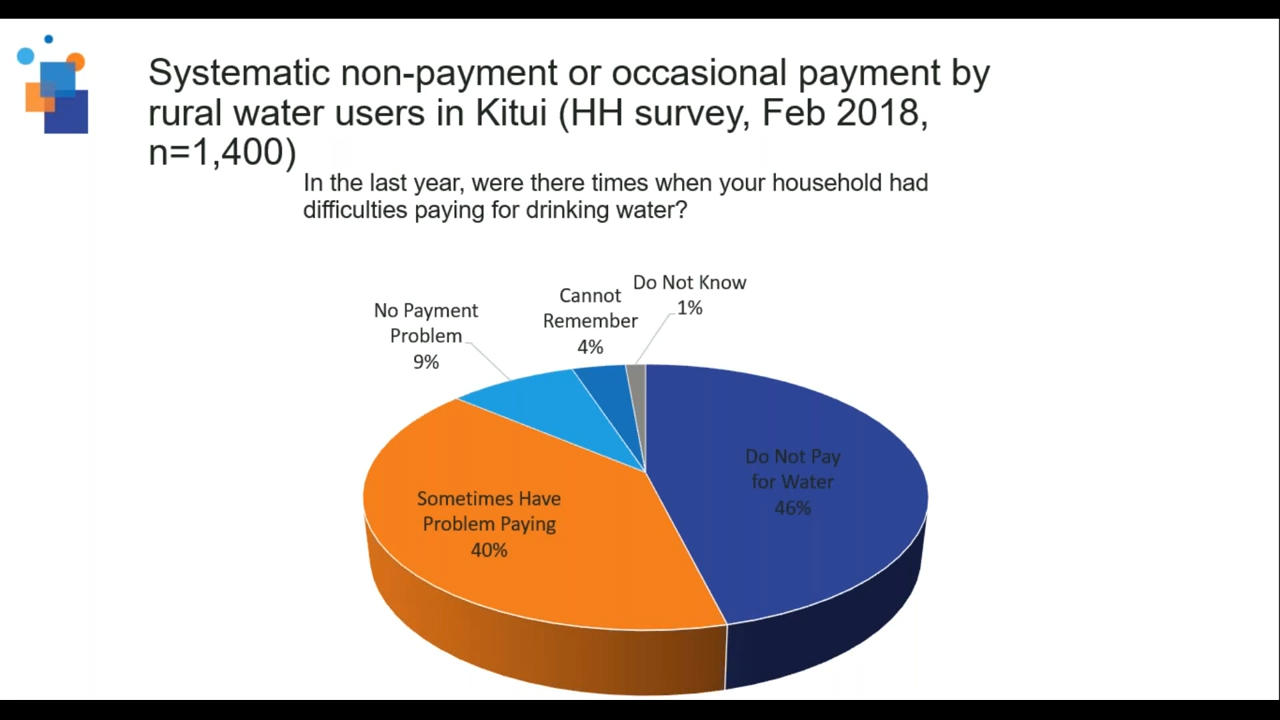 Systematic non-payment or occasional payment by
rural water users in Kitui (HH survey, Feb 2018,
n=1,400)
In the last year, were there times when your household had
difficulties paying for drinking water?
No Payment
Problem
9%
Cannot
Remember
4%
Do Not Know
1%
Do Not Pay
for Water
46%
Sometimes Have
Problem Paying
40%